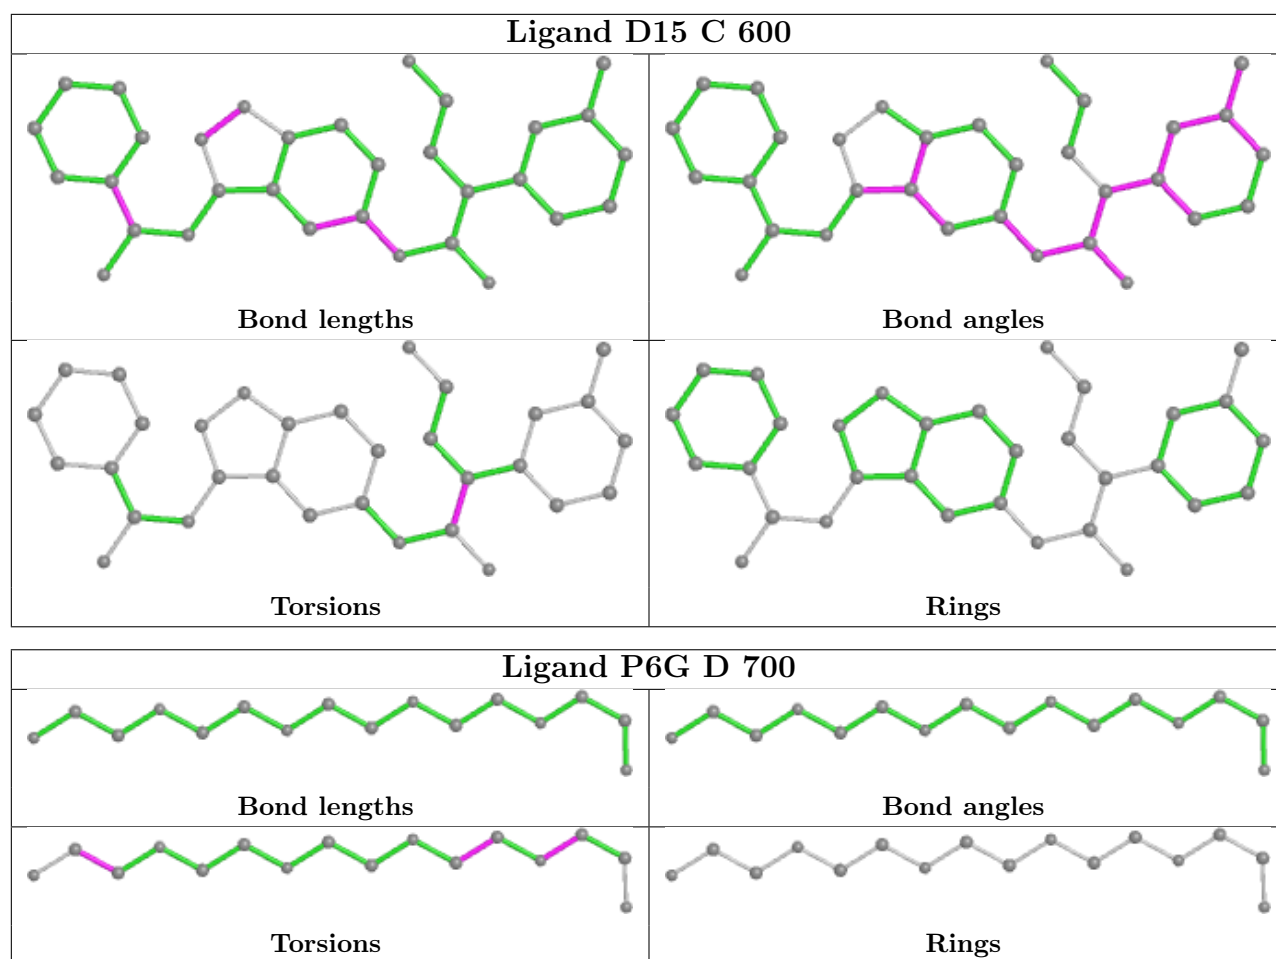 Ligand D15 C 600
Bond lengths
Bond angles
Torsions
Rings
Ligand P6G D 700
Bond lengths
Bond angles
Torsions
Rings